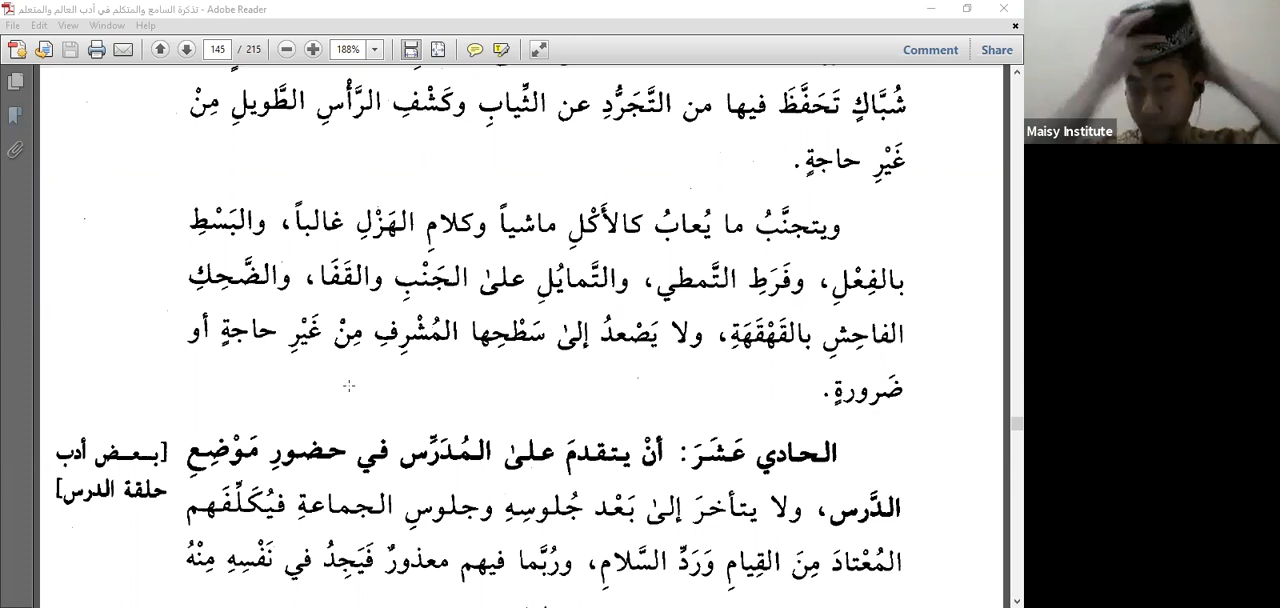 تذكرة السامع والمتكلم في أدب العالم والمتعلم - Adobe Reader
File Edit View Window Help
145 / 215 188% Comment Share
Maisy Institute
شُبَّاكٍ تَحَفَّظَ فيها من التَّجَرُّدِ عن الثِّيابِ وكَشْفِ الرَّأْسِ الطَّويلِ مِنْ
غَيْرِ حاجةٍ.
ويتجنَّبُ ما يُعابُ كالأَكْلِ ماشياً وكلامِ الهَزْلِ غالباً، والبَسْطِ
بالفِعْلِ، وفَرَطِ التَّمطي، والتَّمايُلِ علىٰ الجَنْبِ والقَفَا، والضَّحِكِ
الفاحِشِ بالقَهْقَهَةِ، ولا يَصْعدُ إلىٰ سَطْحِها المُشْرِفِ مِنْ غَيْرِ حاجةٍ أو
ضَرورةٍ.
الحادي عَشَرَ: أنْ يتقدمَ علىٰ المُدَرِّس في حضورِ مَوْضِعِ
[بعض أدب
حلقة الدرس]
الدَّرس، ولا يتأخرَ إلىٰ بَعْد جُلوسِهِ وجلوسِ الجماعةِ فيُكَلِّفَهم
المُعْتادَ مِنَ القِيامِ وَرَدِّ السَّلامِ، ورُبَّما فيهم معذورٌ فَيَجِدُ في نَفْسِهِ مِنْهُ